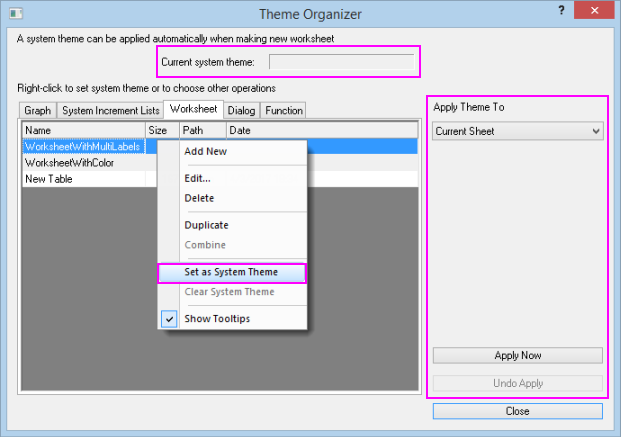 Theme Organizer
?
A system theme can be applied automatically when making new worksheet
Current system theme:
Right-click to set system theme or to choose other operations
Graph System Increment Lists Worksheet Dialog Function
Name Size Path Date
WorksheetWithMultiLabels
WorksheetWithColor
New Table
Add New
Edit...
Delete
Duplicate
Combine
Set as System Theme
Clear System Theme
Show Tooltips
Apply Theme To
Current Sheet
Apply Now
Undo Apply
Close